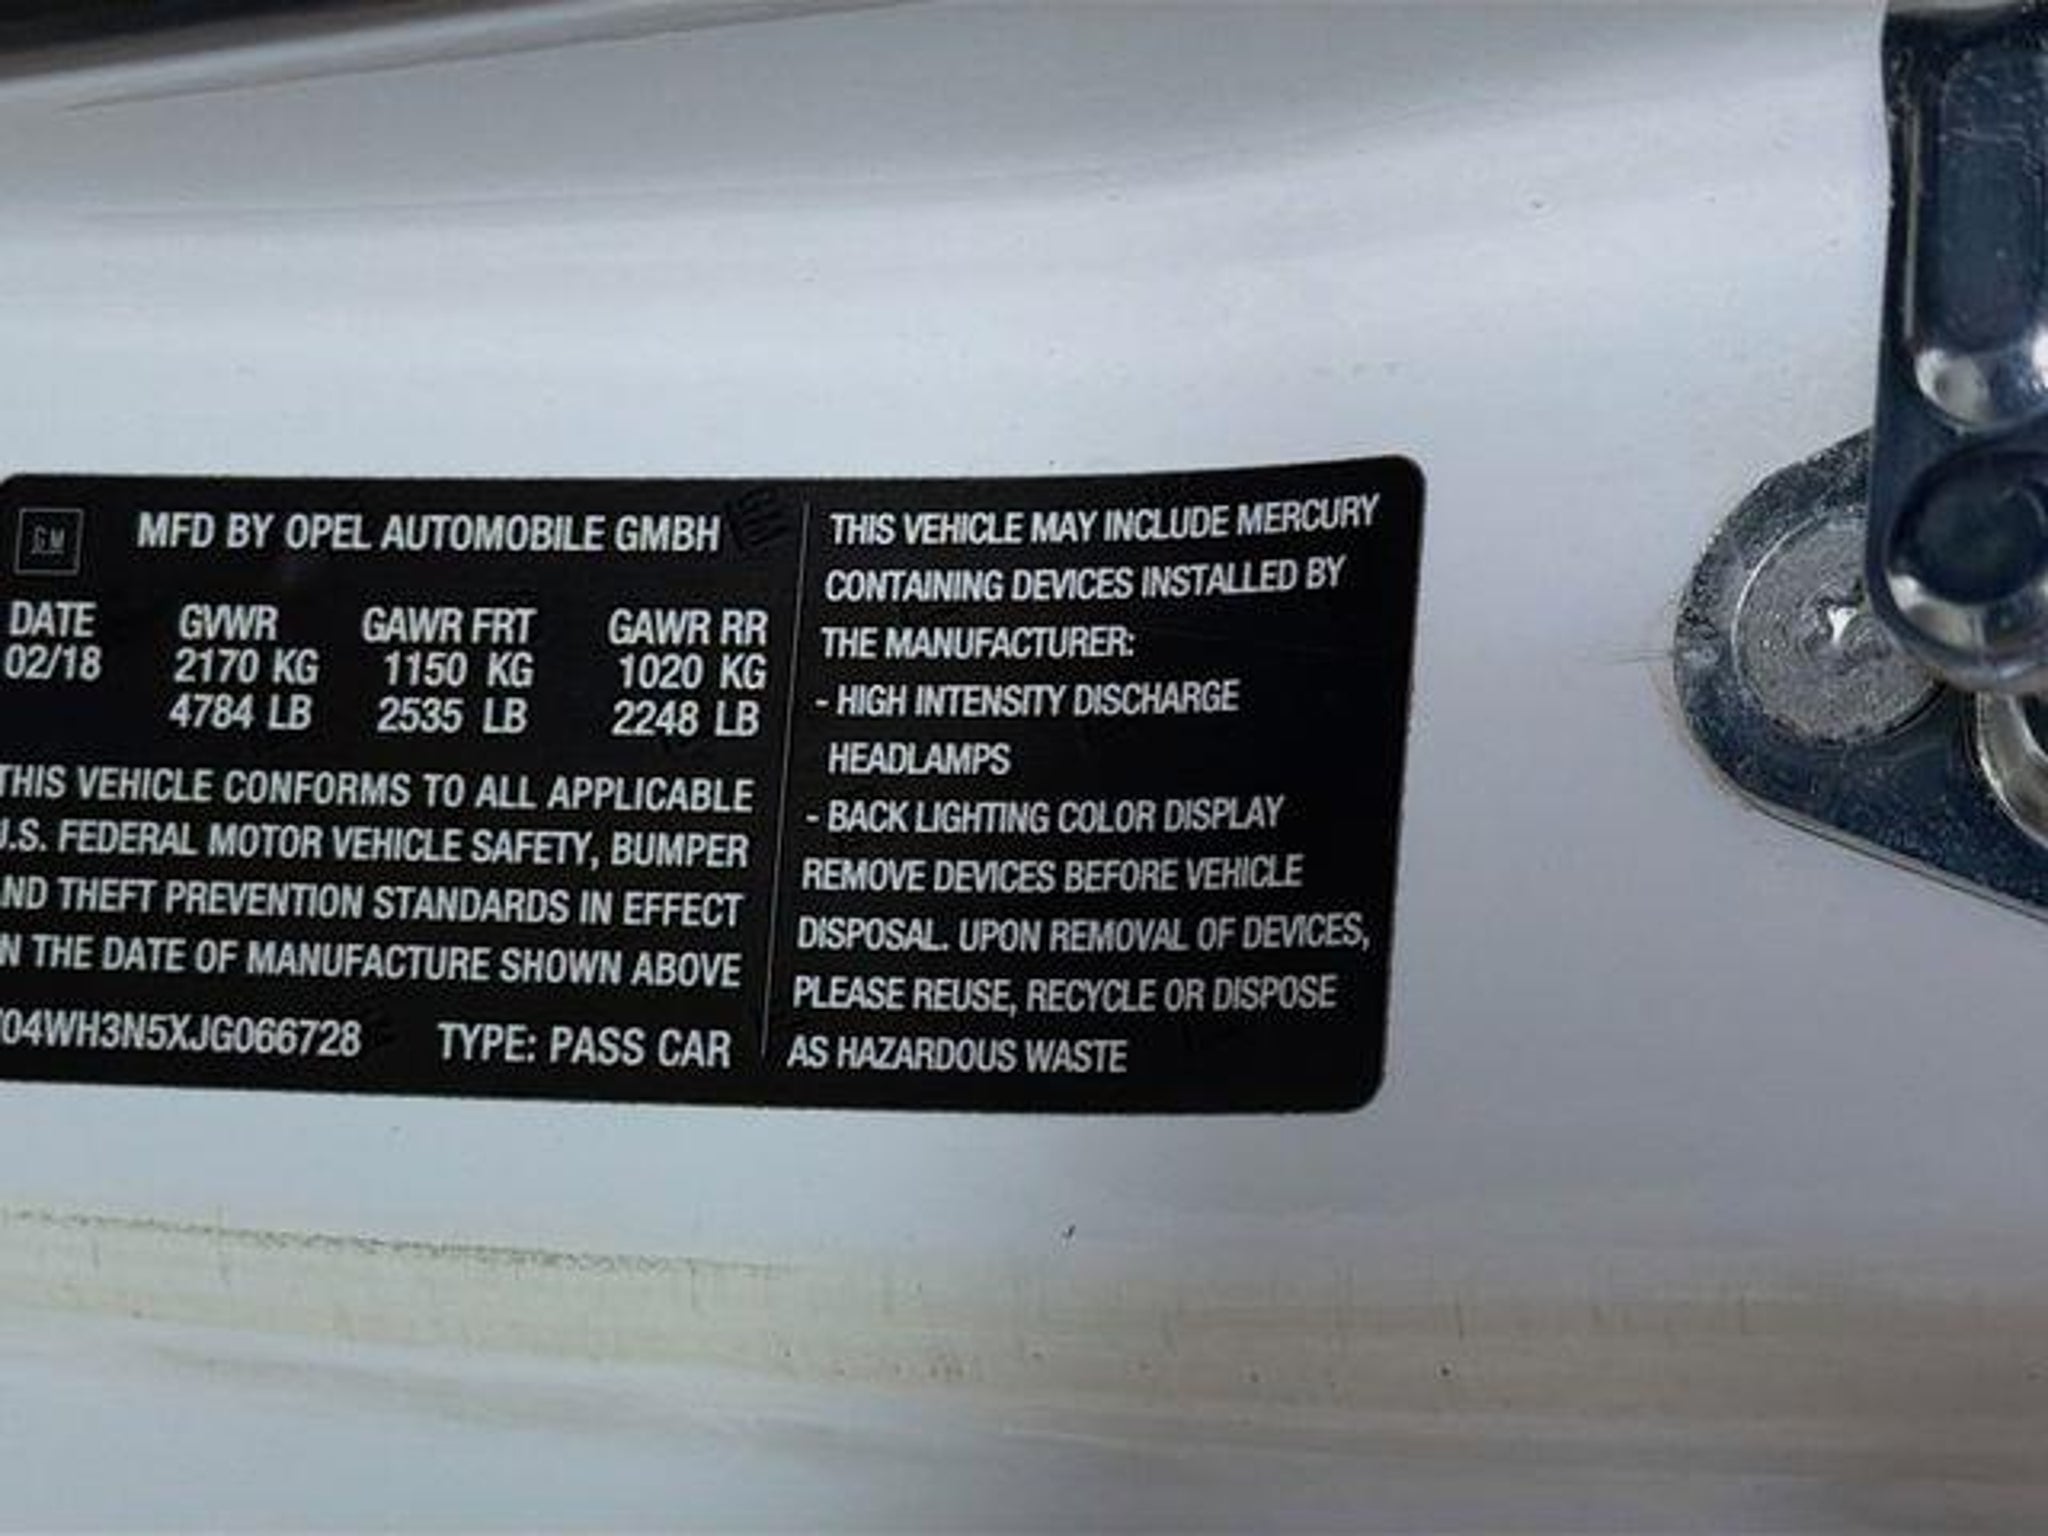 GM
MFD BY OPEL AUTOMOBILE GMBH
DATE GVWR GAWR FRT GAWR RR
02/18 2170 KG 1150 KG 1020 KG
4784 LB 2535 LB 2248 LB
THIS VEHICLE CONFORMS TO ALL APPLICABLE
U.S. FEDERAL MOTOR VEHICLE SAFETY, BUMPER
ND THEFT PREVENTION STANDARDS IN EFFECT
N THE DATE OF MANUFACTURE SHOWN ABOVE
04WH3N5XJG066728 TYPE: PASS CAR
THIS VEHICLE MAY INCLUDE MERCURY
CONTAINING DEVICES INSTALLED BY
THE MANUFACTURER:
- HIGH INTENSITY DISCHARGE
HEADLAMPS
- BACK LIGHTING COLOR DISPLAY
REMOVE DEVICES BEFORE VEHICLE
DISPOSAL. UPON REMOVAL OF DEVICES,
PLEASE REUSE, RECYCLE OR DISPOSE
AS HAZARDOUS WASTE